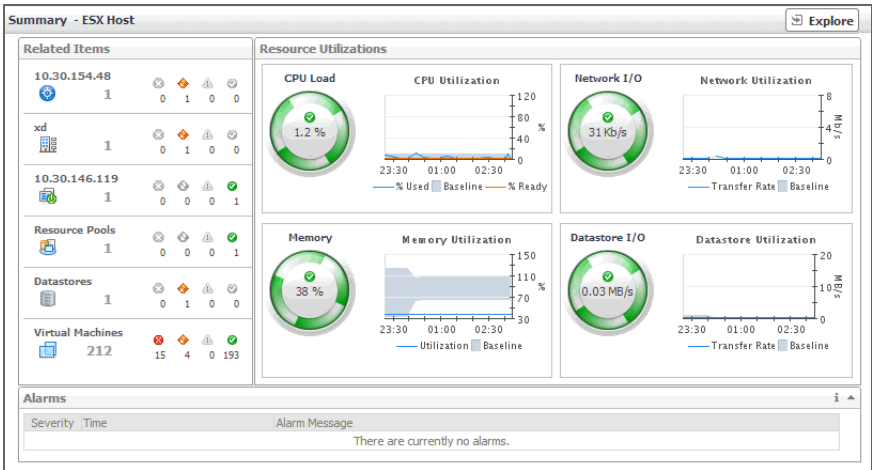 Summary - ESX Host
Explore
Related Items
10.30.154.48
1
0 1 0 0
xd
1
0 1 0 0
10.30.146.119
1
0 0 0 1
Resource Pools
1
0 0 0 1
Datastores
1
0 1 0 0
Virtual Machines
212
15 4 0 193
Resource Utilizations
CPU Load
1.2 %
CPU Utilization
120
80
40
0
%
23:30 01:00 02:30
% Used Baseline % Ready
Network I/O
31 Kb/s
Network Utilization
8
4
0
Mb/s
23:30 01:00 02:30
Transfer Rate Baseline
Memory
38 %
Memory Utilization
150
110
70
30
%
23:30 01:00 02:30
Utilization Baseline
Datastore I/O
0.03 MB/s
Datastore Utilization
20
10
0
MB/s
23:30 01:00 02:30
Transfer Rate Baseline
Alarms
i
Severity Time Alarm Message
There are currently no alarms.